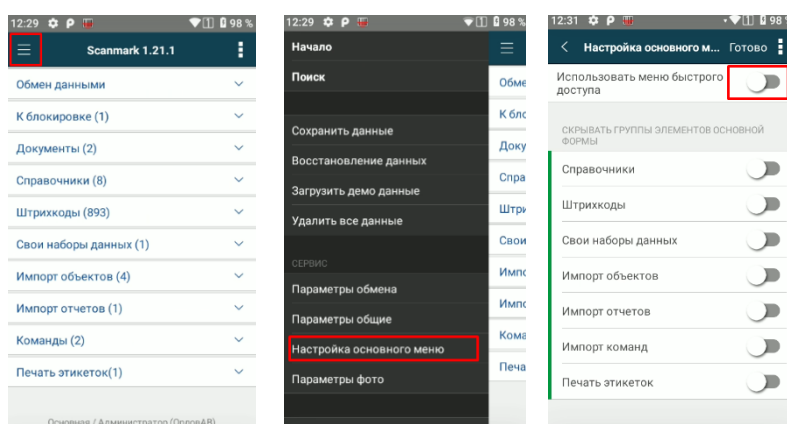 12:29 P 98 %
Scanmark 1.21.1
Обмен данными
К блокировке (1)
Документы (2)
Справочники (8)
Штрихкоды (893)
Свои наборы данных (1)
Импорт объектов (4)
Импорт отчетов (1)
Команды (2)
Печать этикеток(1)
Основная / Администратор (ОрловАВ)
12:29 P 98 %
Начало
Поиск
Сохранить данные
Восстановление данных
Загрузить демо данные
Удалить все данные
СЕРВИС
Параметры обмена
Параметры общие
Настройка основного меню
Параметры фото
Обме
К бло
Доку
Спра
Штри
Свои
Импо
Импо
Кома
Печа
12:31 P 98
Настройка основного м... Готово
Использовать меню быстрого
доступа
СКРЫВАТЬ ГРУППЫ ЭЛЕМЕНТОВ ОСНОВНОЙ
ФОРМЫ
Справочники
Штрихкоды
Свои наборы данных
Импорт объектов
Импорт отчетов
Импорт команд
Печать этикеток